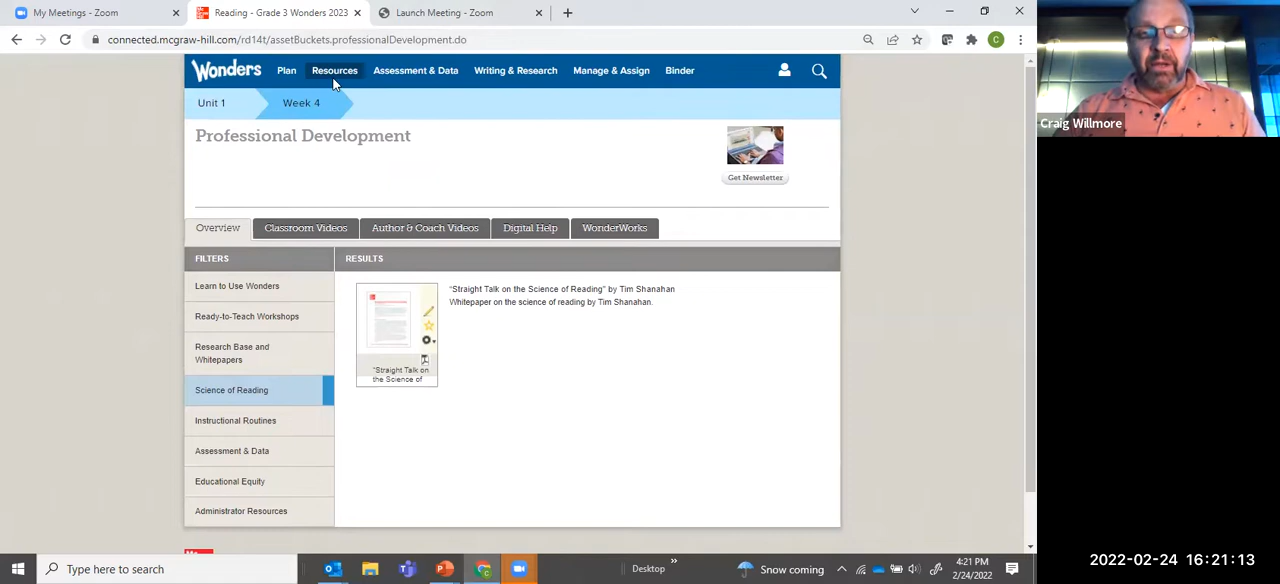 My Meetings - Zoom
Reading - Grade 3 Wonders 2023
Launch Meeting - Zoom
connected.mcgraw-hill.com/rd14t/assetBuckets.professionalDevelopment.do
C
Wonders
Plan
Resources
Assessment & Data
Writing & Research
Manage & Assign
Binder
Unit 1
Week 4
Professional Development
Get Newsletter
Overview
Classroom Videos
Author & Coach Videos
Digital Help
WonderWorks
FILTERS
RESULTS
Learn to Use Wonders
Ready-to-Teach Workshops
Research Base and
Whitepapers
Science of Reading
Instructional Routines
Assessment & Data
Educational Equity
Administrator Resources
“Straight Talk on the Science of Reading” by Tim Shanahan
Whitepaper on the science of reading by Tim Shanahan.
“Straight Talk on
the Science of
Craig Willmore
Type here to search
Desktop
»
Snow coming
4:21 PM
2/24/2022
2022-02-24 16:21:13